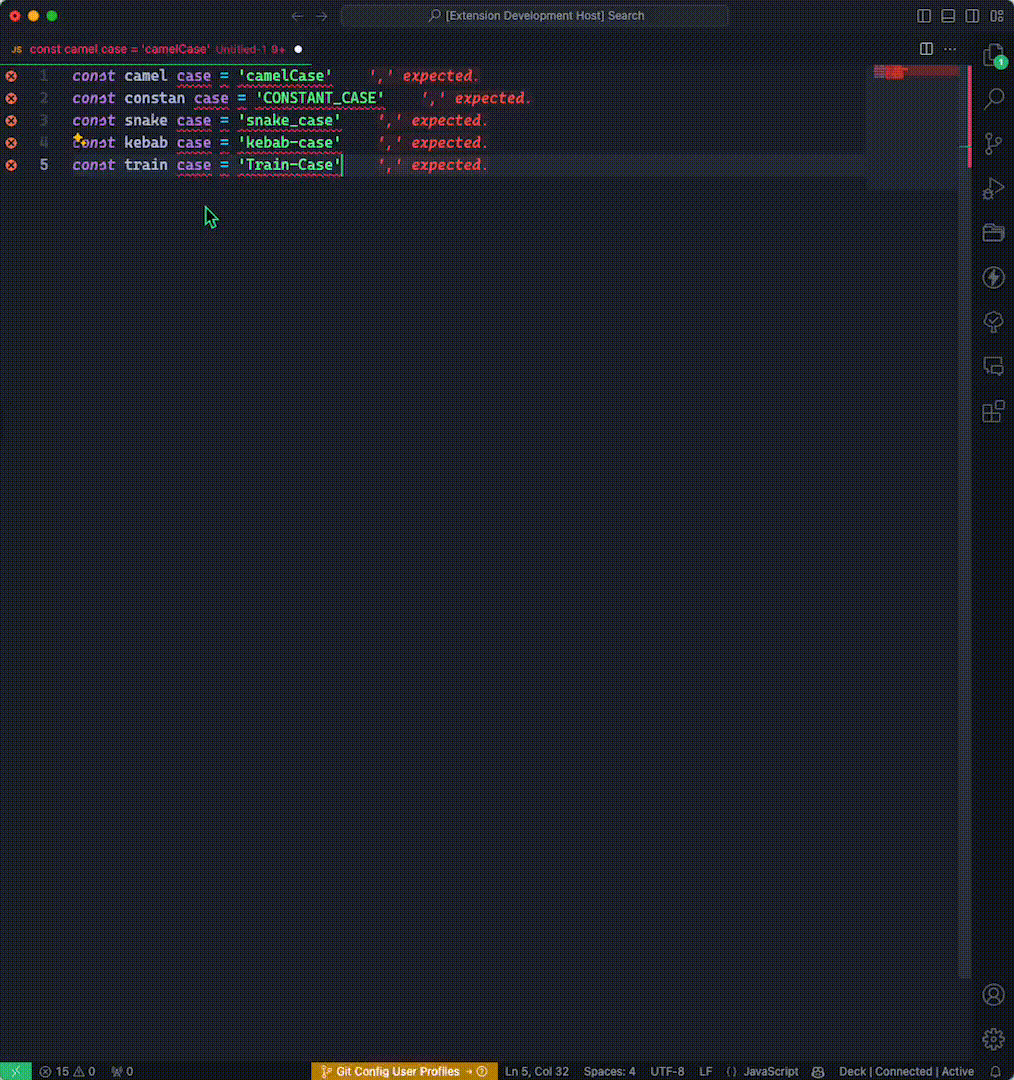 [Extension Development Host] Search
JS const camel case = 'camelCase' Untitled-1 9+
1 const camel case = 'camelCase' ',' expected.
2 const constan case = 'CONSTANT_CASE' ',' expected.
3 const snake case = 'snake_case' ',' expected.
4 const kebab case = 'kebab-case' ',' expected.
5 const train case = 'Train-Case' ',' expected.
1
15 0 0 Git Config User Profiles Ln 5, Col 32 Spaces: 4 UTF-8 LF JavaScript Deck | Connected | Active